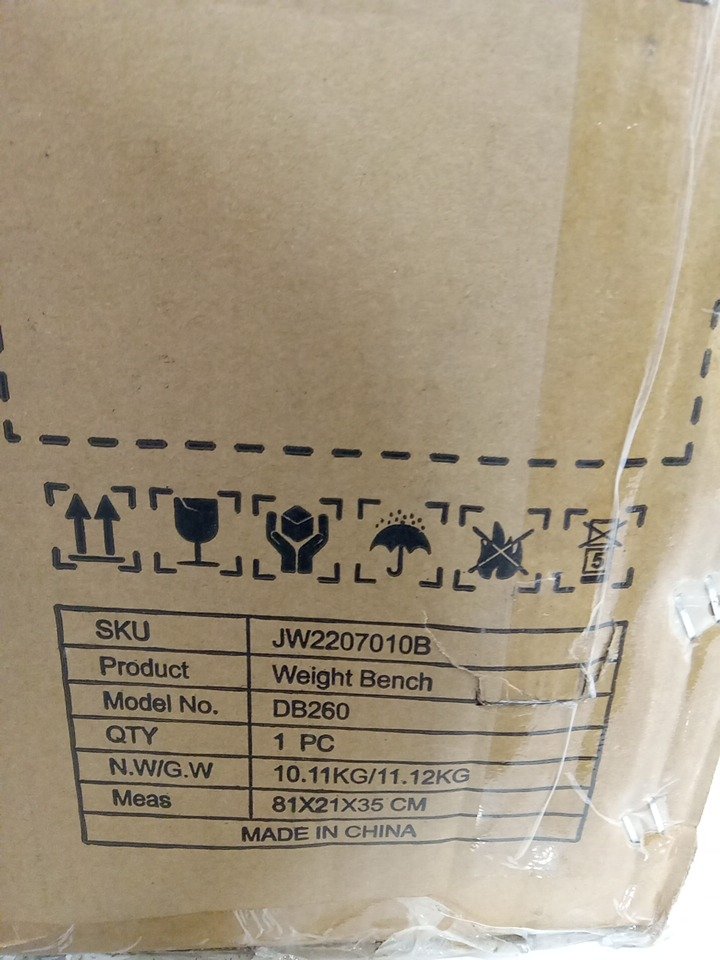 5
SKU JW2207010B
Product Weight Bench
Model No. DB260
QTY 1 PC
N.W/G.W 10.11KG/11.12KG
Meas 81X21X35 CM
MADE IN CHINA